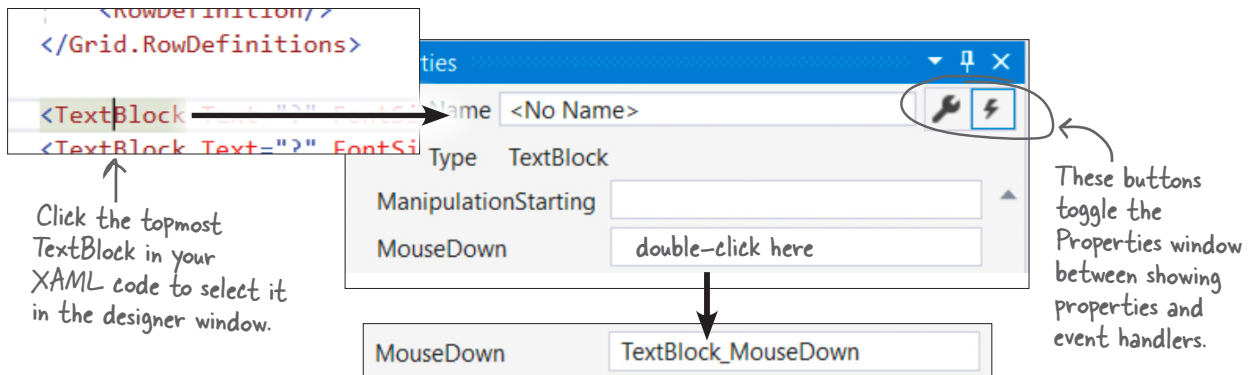 <RowDefinition/>
</Grid.RowDefinitions>
<TextBlock Text="?" FontSi
<TextBlock Text="?" FontSi
Click the topmost
TextBlock in your
XAML code to select it
in the designer window.
ties
Name <No Name>
Type TextBlock
ManipulationStarting
MouseDown double-click here
MouseDown TextBlock_MouseDown
These buttons
toggle the
Properties window
between showing
properties and
event handlers.